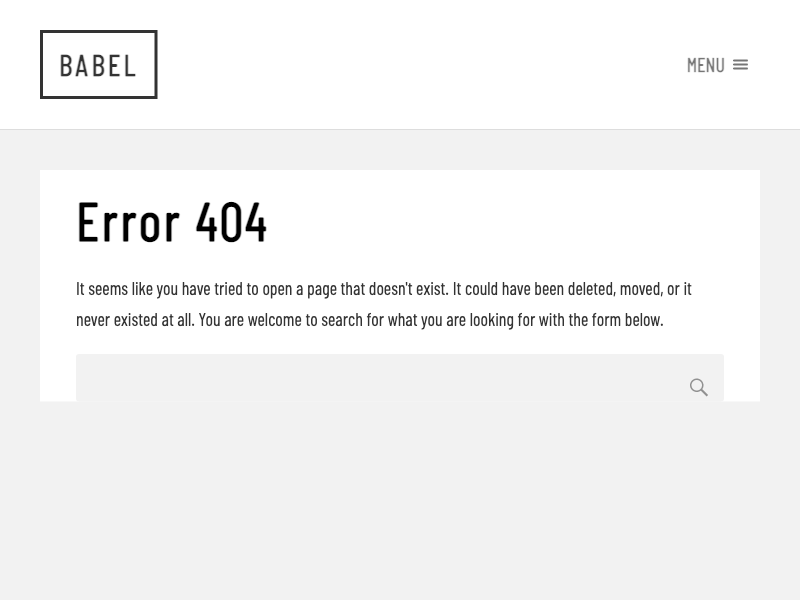 BABEL
MENU
Error 404
It seems like you have tried to open a page that doesn't exist. It could have been deleted, moved, or it
never existed at all. You are welcome to search for what you are looking for with the form below.